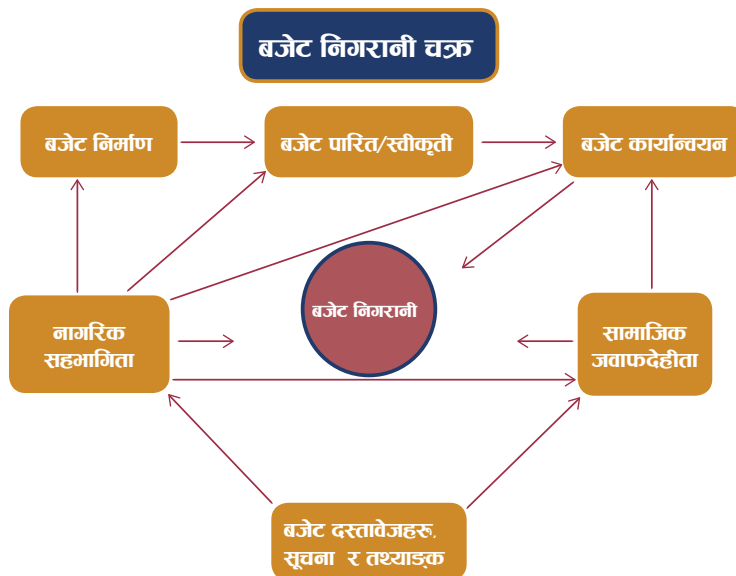 बजेट निगरानी चक्र
बजेट निर्माण
बजेट पारित/स्वीकृती
बजेट कार्यान्वयन
बजेट निगरानी
नागरिक
सहभागिता
सामाजिक
जवाफदेहीता
बजेट दस्तावेजहरू,
सूचना र तथ्याङ्क